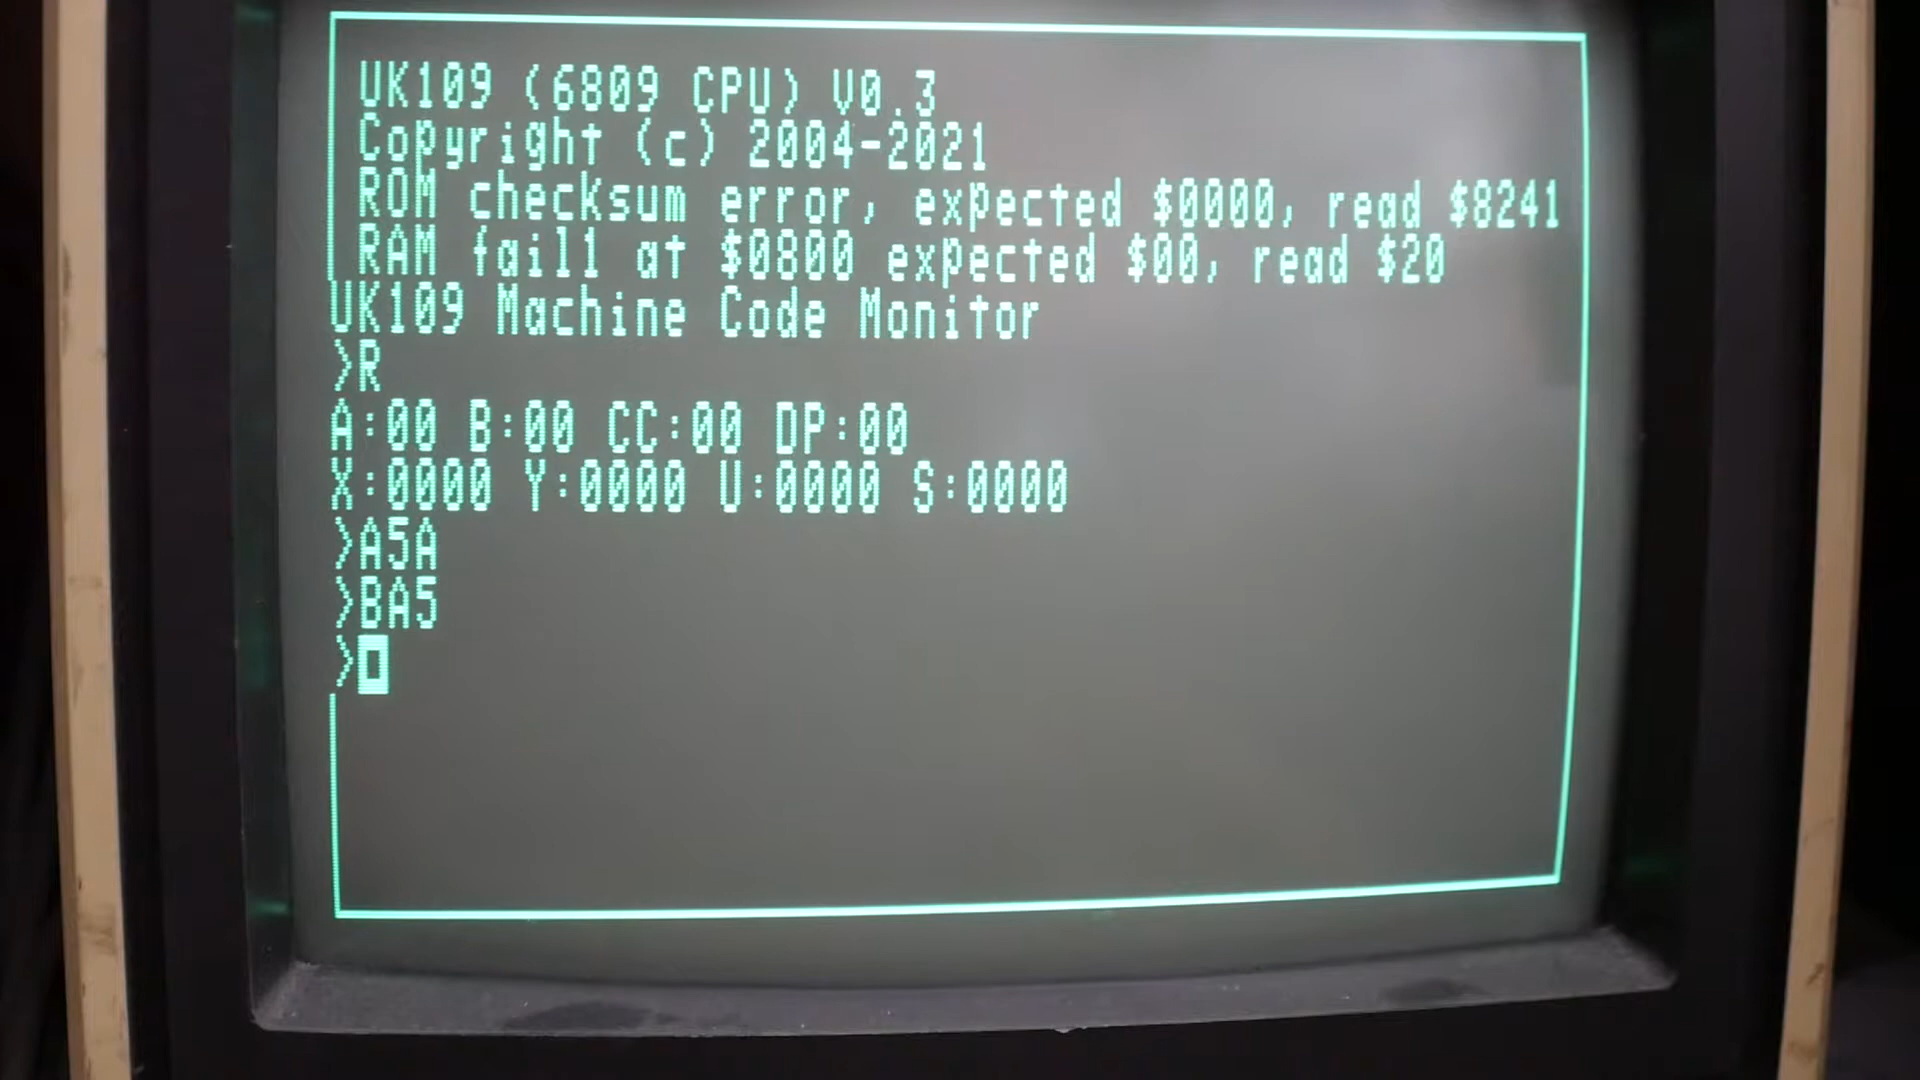 UK109 (6809 CPU) V0.3
Copyright (c) 2004-2021
ROM checksum error, expected $0000, read $8241
RAM fail1 at $0800 expected $00, read $20
UK109 Machine Code Monitor
>R
A:00 B:00 CC:00 DP:00
X:0000 Y:0000 U:0000 S:0000
>A5A
>BA5
>